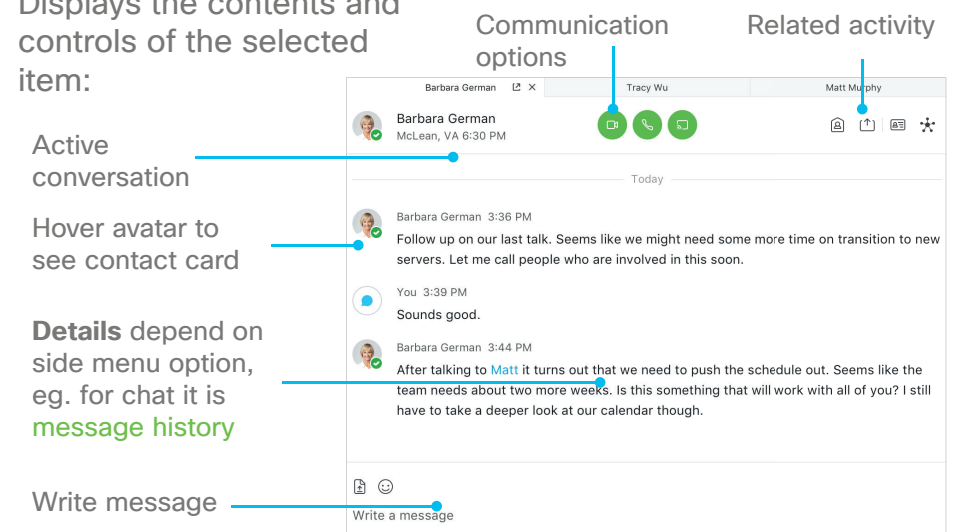 Displays the contents and
controls of the selected
item:
Communication
options
Related activity
Barbara German
Tracy Wu
Matt Murphy
Barbara German
McLean, VA 6:30 PM
Active
conversation
Today
Hover avatar to
see contact card
Barbara German 3:36 PM
Follow up on our last talk. Seems like we might need some more time on transition to new
servers. Let me call people who are involved in this soon.
You 3:39 PM
Sounds good.
Details depend on
side menu option,
eg. for chat it is
message history
Barbara German 3:44 PM
After talking to Matt it turns out that we need to push the schedule out. Seems like the
team needs about two more weeks. Is this something that will work with all of you? I still
have to take a deeper look at our calendar though.
Write message
Write a message